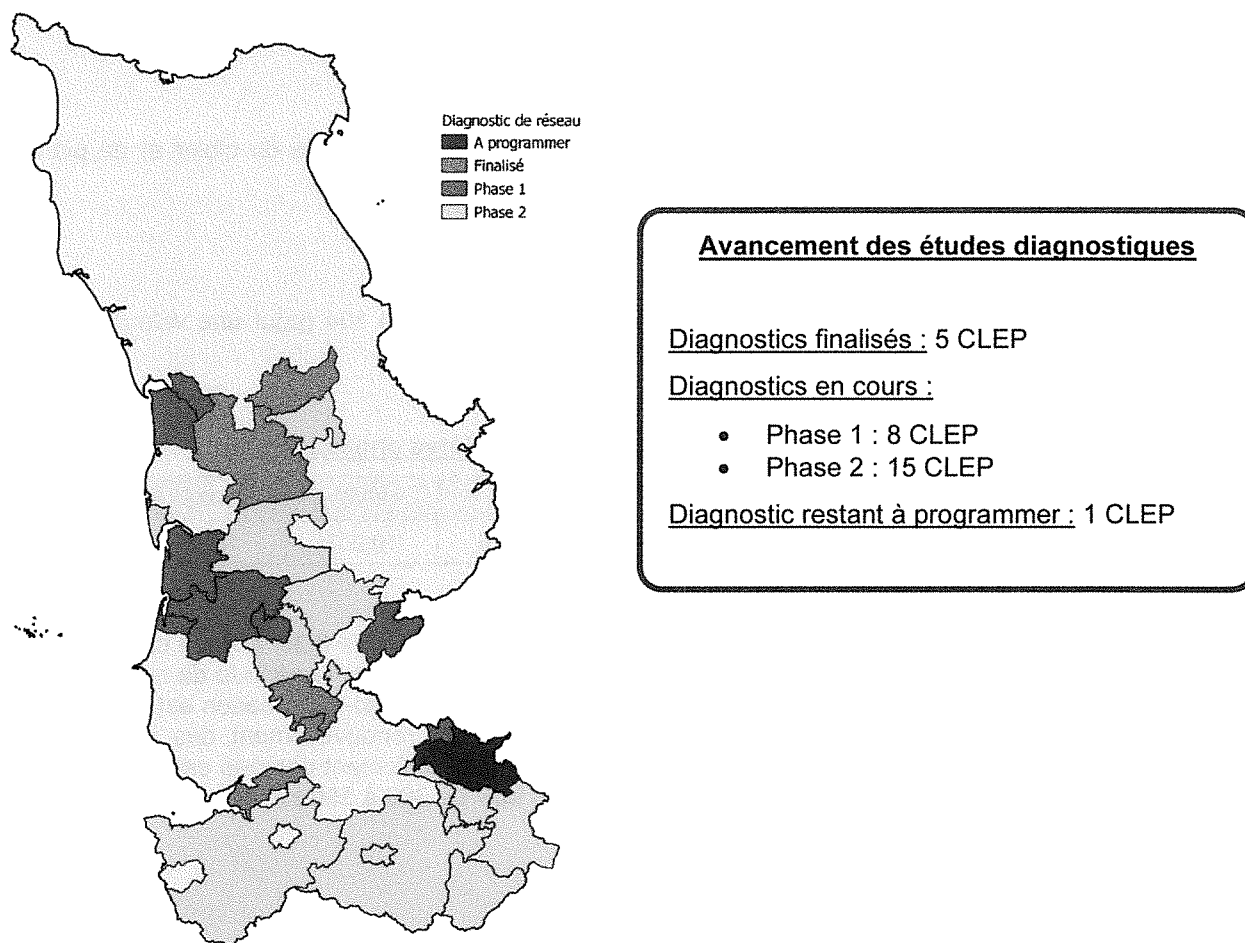 Diagnostic de réseau
A programmer
Finalisé
Phase 1
Phase 2
Avancement des études diagnostiques
Diagnostics finalisés : 5 CLEP
Diagnostics en cours :
• Phase 1 : 8 CLEP
• Phase 2 : 15 CLEP
Diagnostic restant à programmer : 1 CLEP